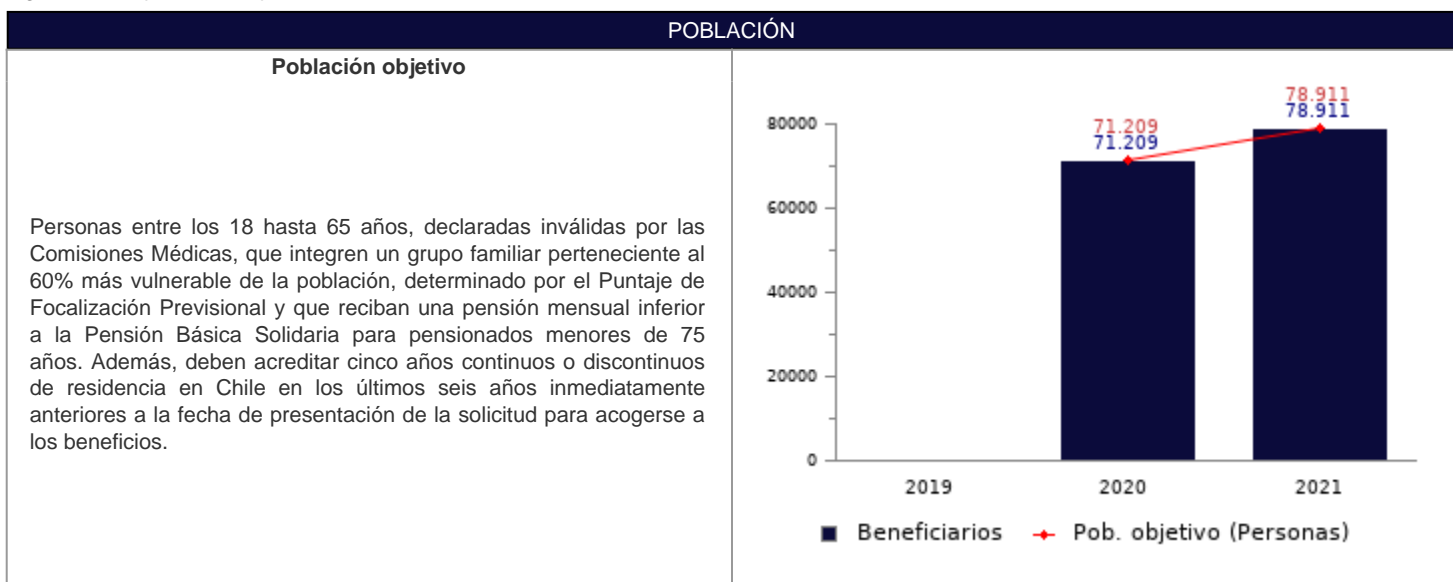 POBLACIÓN
Población objetivo
Personas entre los 18 hasta 65 años, declaradas inválidas por las
Comisiones Médicas, que integren un grupo familiar perteneciente al
60% más vulnerable de la población, determinado por el Puntaje de
Focalización Previsional y que reciban una pensión mensual inferior
a la Pensión Básica Solidaria para pensionados menores de 75
años. Además, deben acreditar cinco años continuos o discontinuos
de residencia en Chile en los últimos seis años inmediatamente
anteriores a la fecha de presentación de la solicitud para acogerse a
los beneficios.
78.911
78.911
71.209
71.209
80000
60000
40000
20000
0
2019 2020 2021
Beneficiarios Pob. objetivo (Personas)